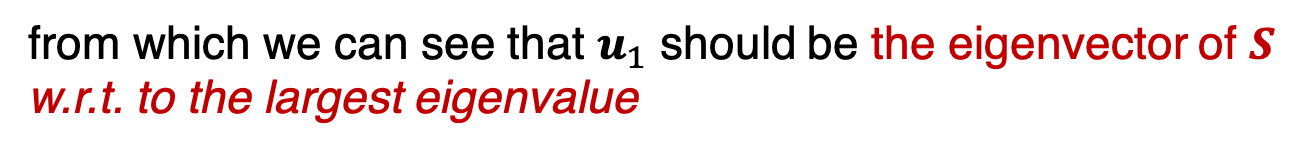 from which we can see that u₁ should be the eigenvector of S
w.r.t. to the largest eigenvalue